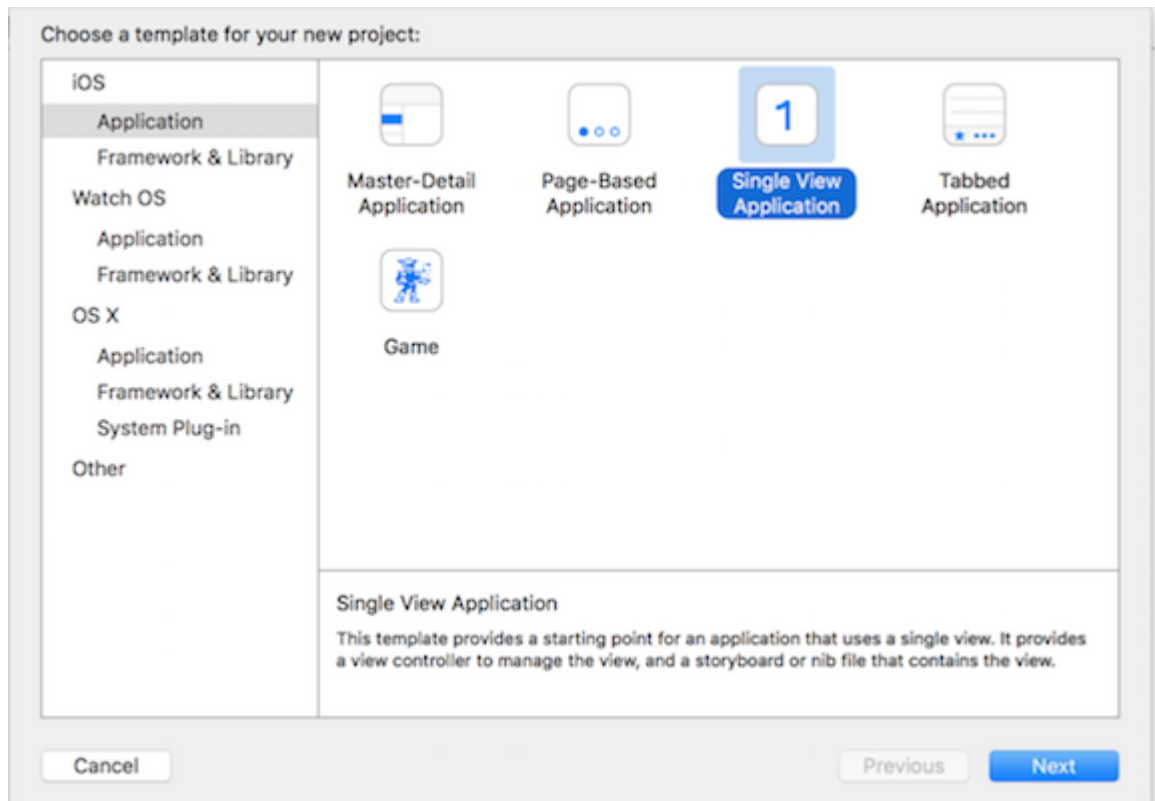 Choose a template for your new project:
iOS
Application
Framework & Library
Watch OS
Application
Framework & Library
OS X
Application
Framework & Library
System Plug-in
Other
Master-Detail
Application
Page-Based
Application
1
Single View
Application
Tabbed
Application
Game
Single View Application
This template provides a starting point for an application that uses a single view. It provides
a view controller to manage the view, and a storyboard or nib file that contains the view.
Cancel
Previous
Next